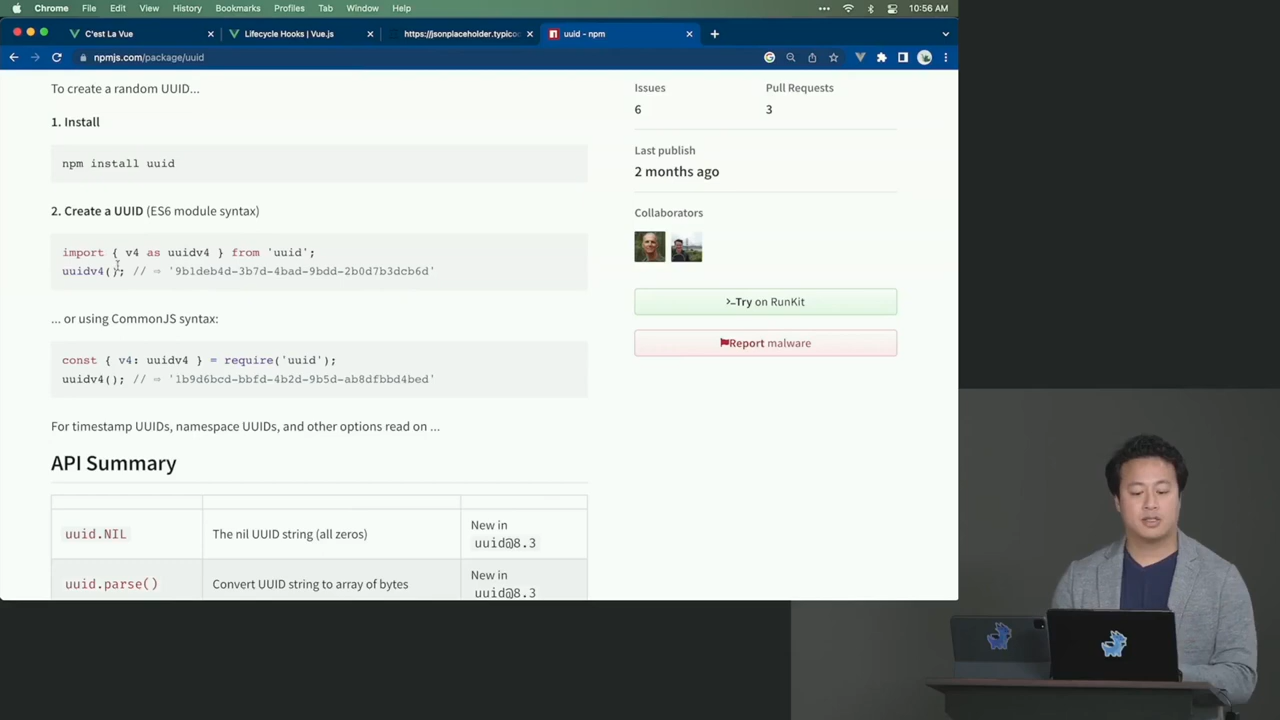 Chrome File Edit View History Bookmarks Profiles Tab Window Help 10:56 AM
C'est La Vue
Lifecycle Hooks | Vue.js
https://jsonplaceholder.typico
uuid - npm
npmjs.com/package/uuid
To create a random UUID...
1. Install
npm install uuid
2. Create a UUID (ES6 module syntax)
import { v4 as uuidv4 } from 'uuid';
uuidv4(); // ⇨ '9b1deb4d-3b7d-4bad-9bdd-2b0d7b3dcb6d'
... or using CommonJS syntax:
const { v4: uuidv4 } = require('uuid');
uuidv4(); // ⇨ '1b9d6bcd-bbfd-4b2d-9b5d-ab8dfbbd4bed'
For timestamp UUIDs, namespace UUIDs, and other options read on ...
API Summary
uuid.NIL The nil UUID string (all zeros) New in
uuid@8.3
uuid.parse() Convert UUID string to array of bytes New in
uuid@8.3
Issues
6
Pull Requests
3
Last publish
2 months ago
Collaborators
>_Try on RunKit
Report malware